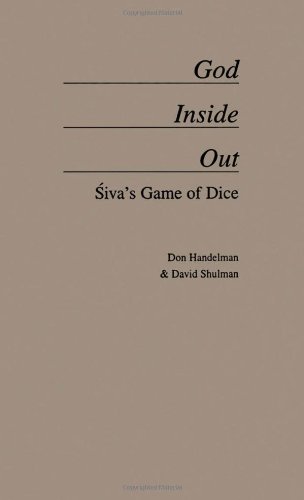 God
Inside
Out
Śiva's Game of Dice
Don Handelman
& David Shulman